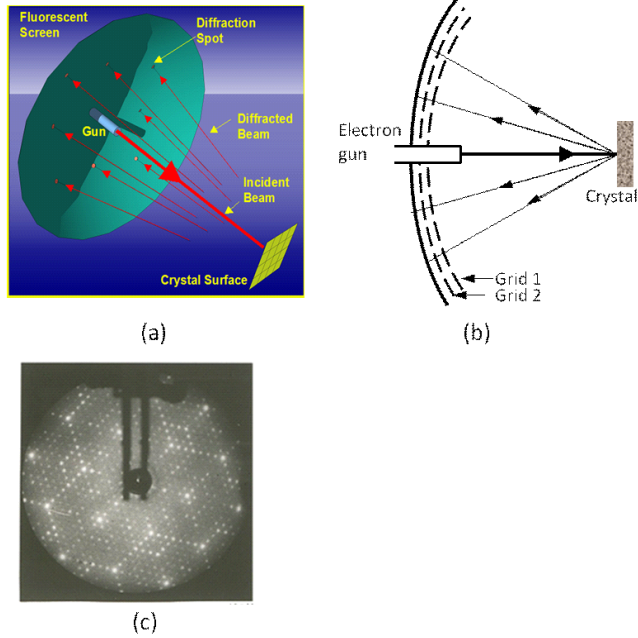 Fluorescent
Screen
Diffraction
Spot
Gun
Diffracted
Beam
Incident
Beam
Crystal Surface
(a)
Electron
gun
Crystal
Grid 1
Grid 2
(b)
(c)